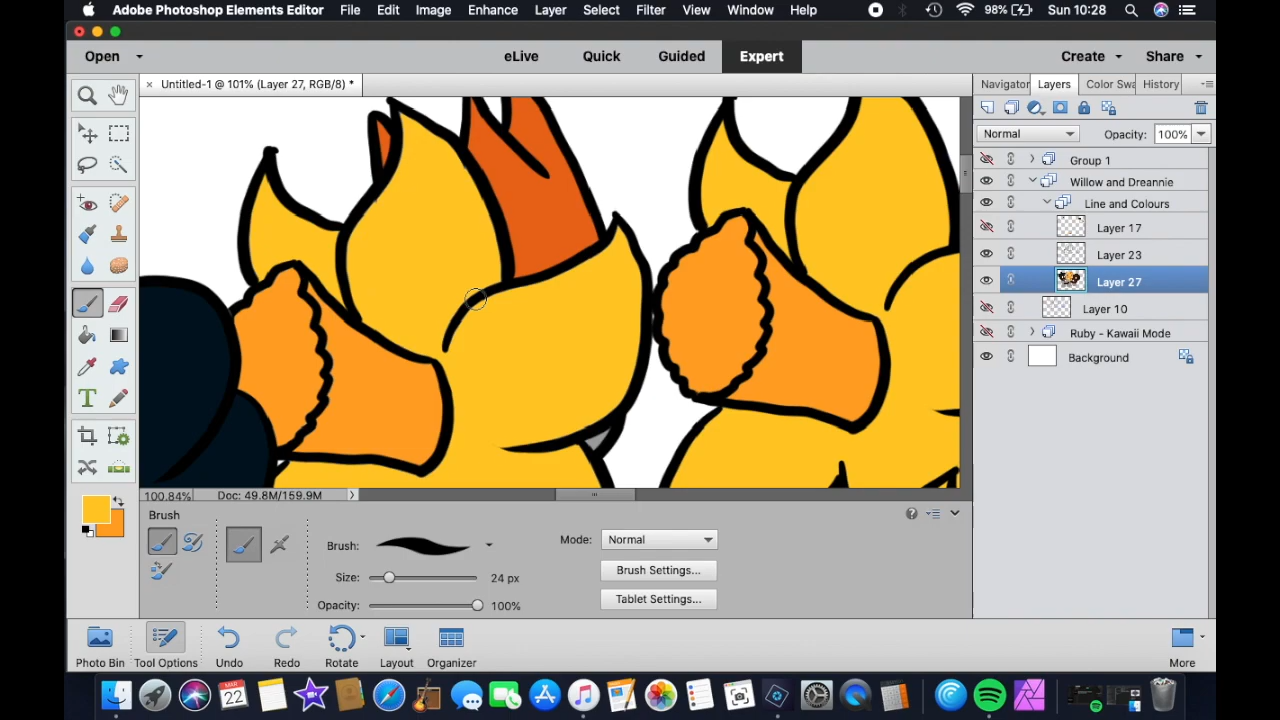 Adobe Photoshop Elements Editor File Edit Image Enhance Layer Select Filter View Window Help 98% Sun 10:28
Open eLive Quick Guided Expert Create Share
× Untitled-1 @ 101% (Layer 27, RGB/8) * Navigator Layers Color Swa History
Normal Opacity: 100%
Group 1
Willow and Dreannie
Line and Colours
Layer 17
Layer 23
Layer 27
Layer 10
Ruby - Kawaii Mode
Background
T
100.84% Doc: 49.8M/159.9M
Brush
Brush: Mode: Normal
Size: 24 px Brush Settings...
Opacity: 100% Tablet Settings...
Photo Bin Tool Options Undo Redo Rotate Layout Organizer More
MAR
22